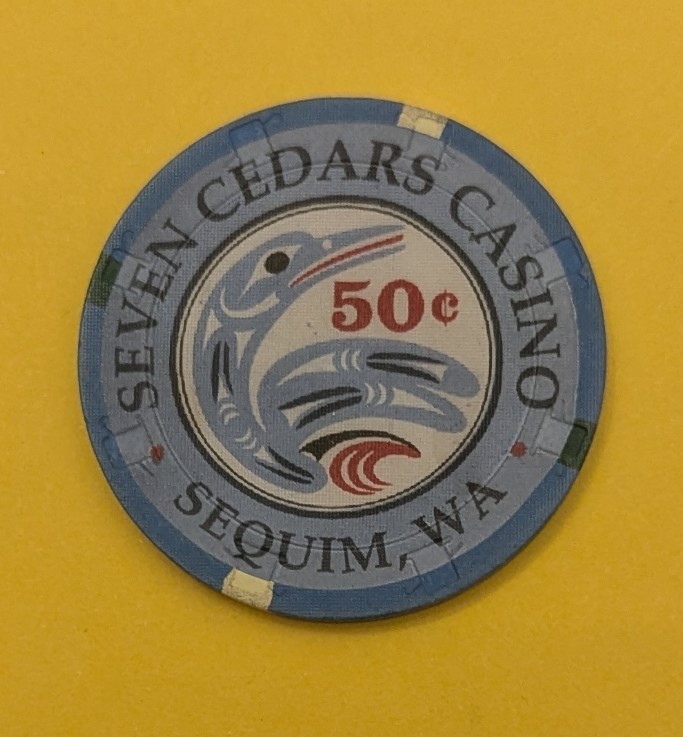 SEVEN CEDARS CASINO
50¢
SEQUIM, WA